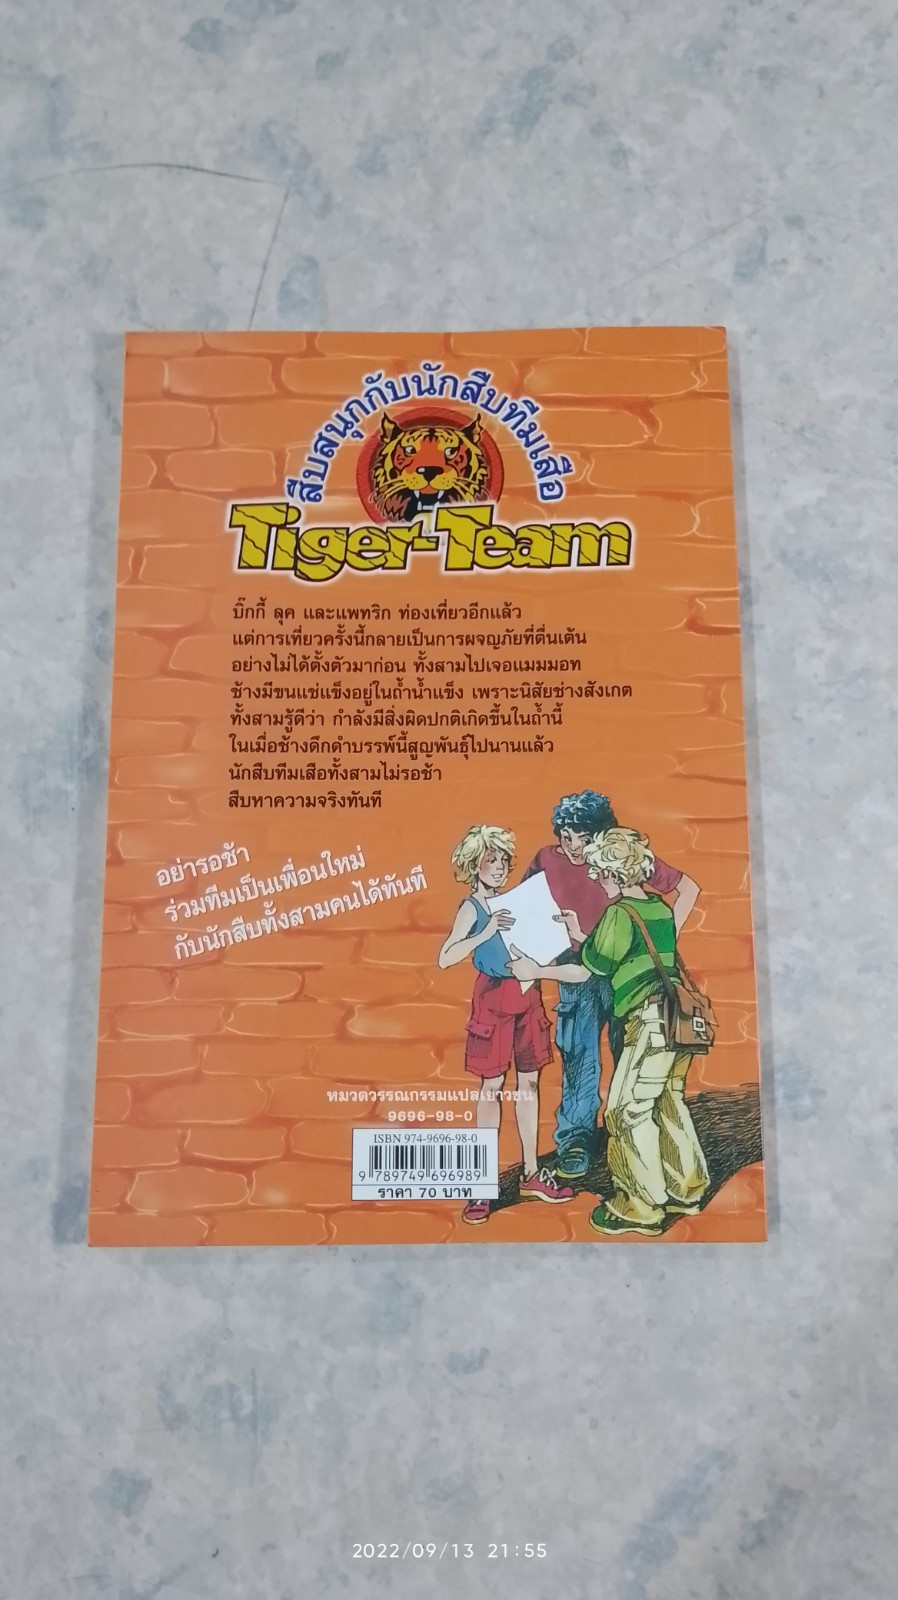 สืบสนุกกับนักสืบทีมเสือ
Tiger-Team
บิ๊กกี้ ลุค และแพทริก ท่องเที่ยวอีกแล้ว
แต่การเที่ยวครั้งนี้กลายเป็นการผจญภัยที่ตื่นเต้น
อย่างไม่ได้ตั้งตัวมาก่อน ทั้งสามไปเจอแมมมอท
ช้างมีขนแช่แข็งอยู่ในถ้ำน้ำแข็ง เพราะนิสัยช่างสังเกต
ทั้งสามรู้ดีว่า กำลังมีสิ่งผิดปกติเกิดขึ้นในถ้ำนี้
ในเมื่อช้างดึกดำบรรพ์นี้สูญพันธุ์ไปนานแล้ว
นักสืบทีมเสือทั้งสามไม่รอช้า
สืบหาความจริงทันที
อย่ารอช้า
ร่วมทีมเป็นเพื่อนใหม่
กับนักสืบทั้งสามคนได้ทันที
หมวดวรรณกรรมแปลเยาวชน
9696-98-0
ISBN 974-9696-98-0
9 789749 696989
ราคา 70 บาท
2022/09/13 21:55